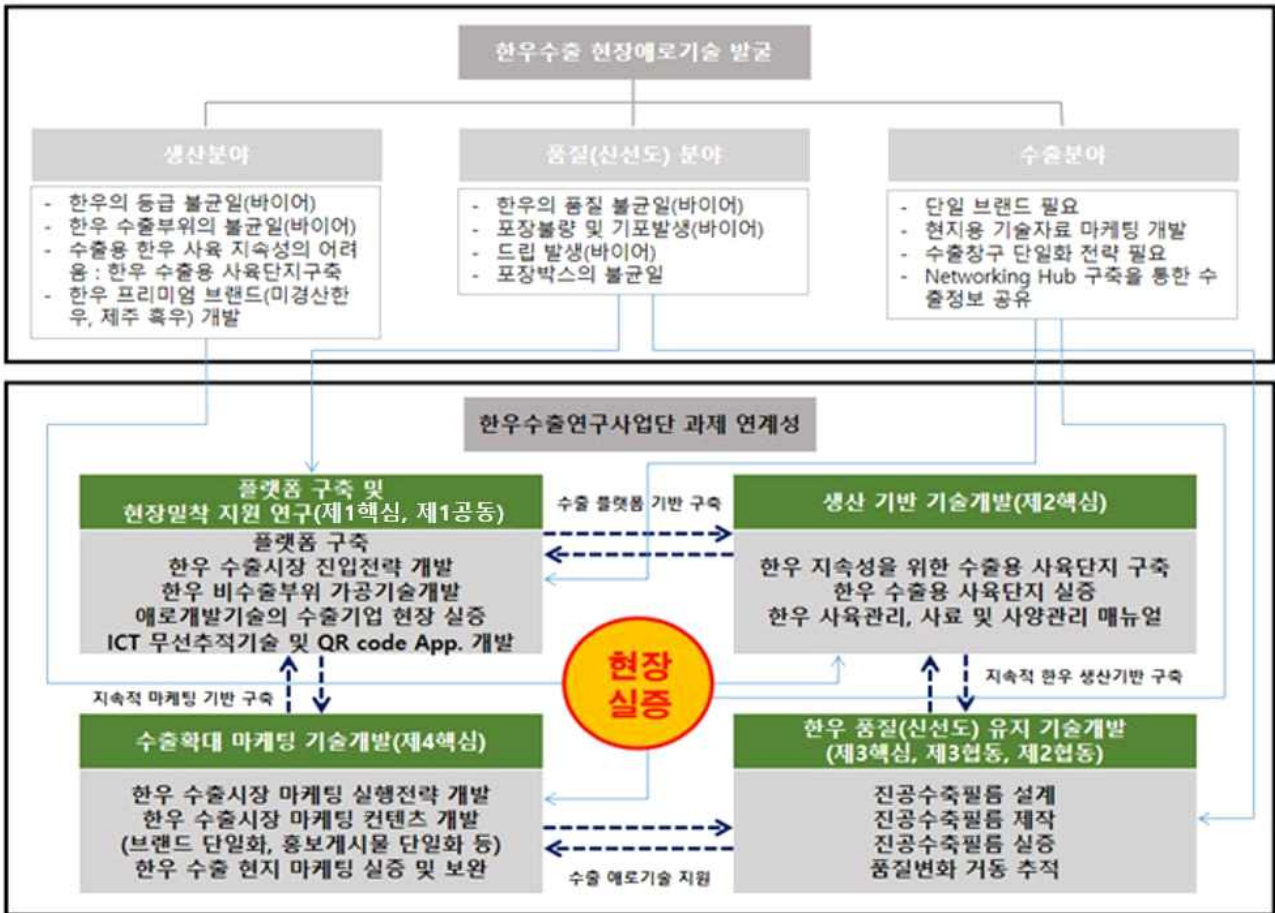 한우수출 현장애로기술 발굴
생산분야
- 한우의 등급 불균일(바이어)
- 한우 수출부위의 불균일(바이어)
- 수출용 한우 사육 지속성의 어려
움 : 한우 수출용 사육단지구축
- 한우 프리미엄 브랜드(미경산한
우, 제주 흑우) 개발
품질(신선도) 분야
- 한우의 품질 불균일(바이어)
- 포장불량 및 기포발생(바이어)
- 드립 발생(바이어)
- 포장박스의 불균일
수출분야
- 단일 브랜드 필요
- 현지용 기술자료 마케팅 개발
- 수출창구 단일화 전략 필요
- Networking Hub 구축을 통한 수
출정보 공유
한우수출연구사업단 과제 연계성
플랫폼 구축 및
현장밀착 지원 연구(제1핵심, 제1공동)
플랫폼 구축
한우 수출시장 진입전략 개발
한우 비수출부위 가공기술개발
애로개발기술의 수출기업 현장 실증
ICT 무선추적기술 및 QR code App. 개발
수출 플랫폼 기반 구축
생산 기반 기술개발(제2핵심)
한우 지속성을 위한 수출용 사육단지 구축
한우 수출용 사육단지 실증
한우 사육관리, 사료 및 사양관리 매뉴얼
지속적 마케팅 기반 구축
현장
실증
지속적 한우 생산기반 구축
수출확대 마케팅 기술개발(제4핵심)
한우 수출시장 마케팅 실행전략 개발
한우 수출시장 마케팅 컨텐츠 개발
(브랜드 단일화, 홍보게시물 단일화 등)
한우 수출 현지 마케팅 실증 및 보완
수출 애로기술 지원
한우 품질(신선도) 유지 기술개발
(제3핵심, 제3협동, 제2협동)
진공수축필름 설계
진공수축필름 제작
진공수축필름 실증
품질변화 거동 추적